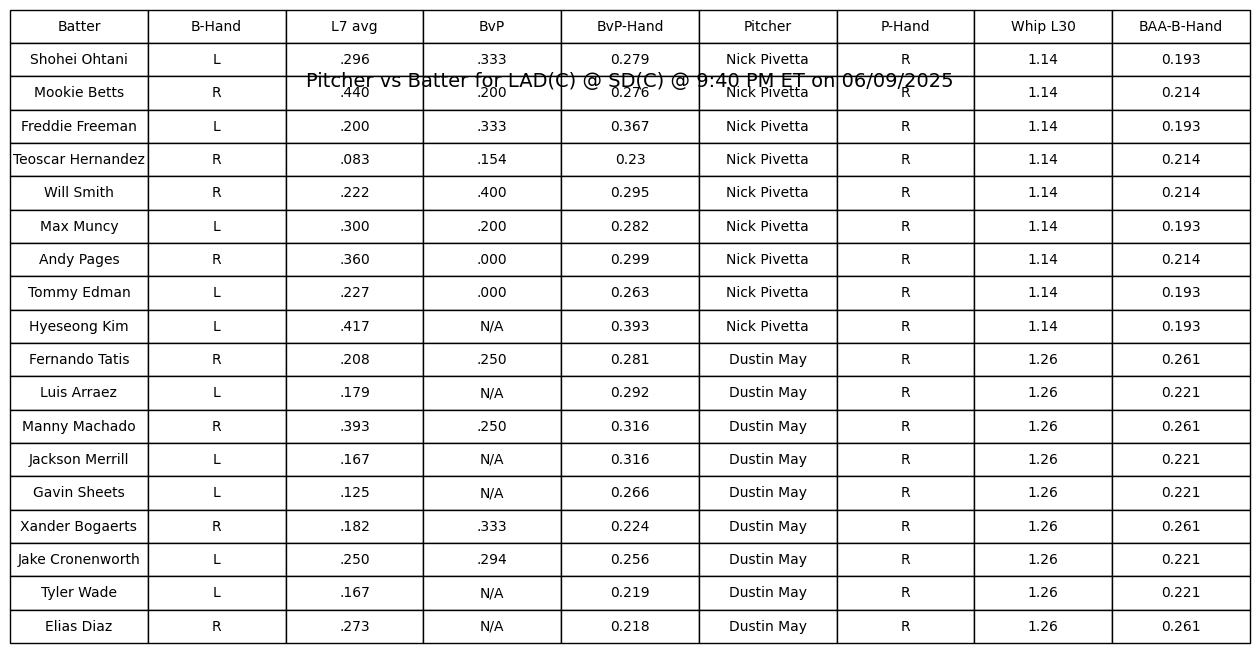 Batter B-Hand L7 avg BvP BvP-Hand Pitcher P-Hand Whip L30 BAA-B-Hand
Shohei Ohtani L .296 .333 0.279 Nick Pivetta R 1.14 0.193
Pitcher vs Batter for LAD(C) @ SD(C) @ 9:40 PM ET on 06/09/2025
Mookie Betts R .440 .200 0.276 Nick Pivetta R 1.14 0.214
Freddie Freeman L .200 .333 0.367 Nick Pivetta R 1.14 0.193
Teoscar Hernandez R .083 .154 0.23 Nick Pivetta R 1.14 0.214
Will Smith R .222 .400 0.295 Nick Pivetta R 1.14 0.214
Max Muncy L .300 .200 0.282 Nick Pivetta R 1.14 0.193
Andy Pages R .360 .000 0.299 Nick Pivetta R 1.14 0.214
Tommy Edman L .227 .000 0.263 Nick Pivetta R 1.14 0.193
Hyeseong Kim L .417 N/A 0.393 Nick Pivetta R 1.14 0.193
Fernando Tatis R .208 .250 0.281 Dustin May R 1.26 0.261
Luis Arraez L .179 N/A 0.292 Dustin May R 1.26 0.221
Manny Machado R .393 .250 0.316 Dustin May R 1.26 0.261
Jackson Merrill L .167 N/A 0.316 Dustin May R 1.26 0.221
Gavin Sheets L .125 N/A 0.266 Dustin May R 1.26 0.221
Xander Bogaerts R .182 .333 0.224 Dustin May R 1.26 0.261
Jake Cronenworth L .250 .294 0.256 Dustin May R 1.26 0.221
Tyler Wade L .167 N/A 0.219 Dustin May R 1.26 0.221
Elias Diaz R .273 N/A 0.218 Dustin May R 1.26 0.261